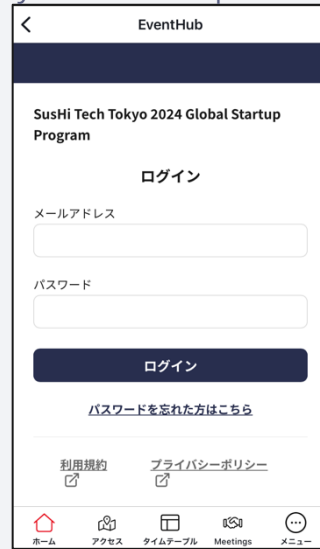 EventHub
SusHi Tech Tokyo 2024 Global Startup
Program
ログイン
メールアドレス
パスワード
ログイン
パスワードを忘れた方はこちら
利用規約
プライバシーポリシー
ホーム
アクセス
タイムテーブル
Meetings
メニュー